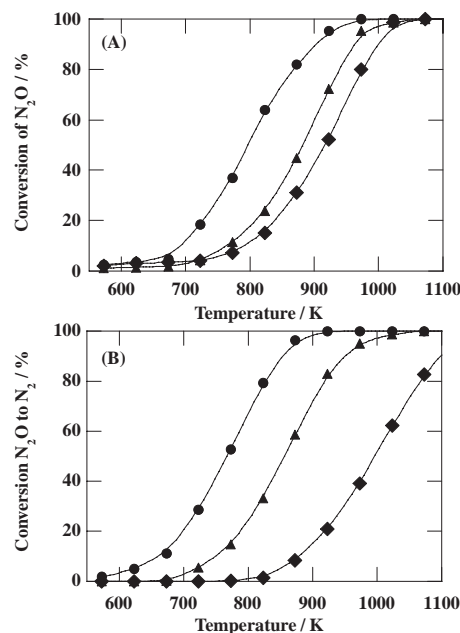 (A)
Conversion of N₂O / %
100
80
60
40
20
0
600 700 800 900 1000 1100
Temperature / K
(B)
Conversion N₂O to N₂ / %
100
80
60
40
20
0
600 700 800 900 1000 1100
Temperature / K